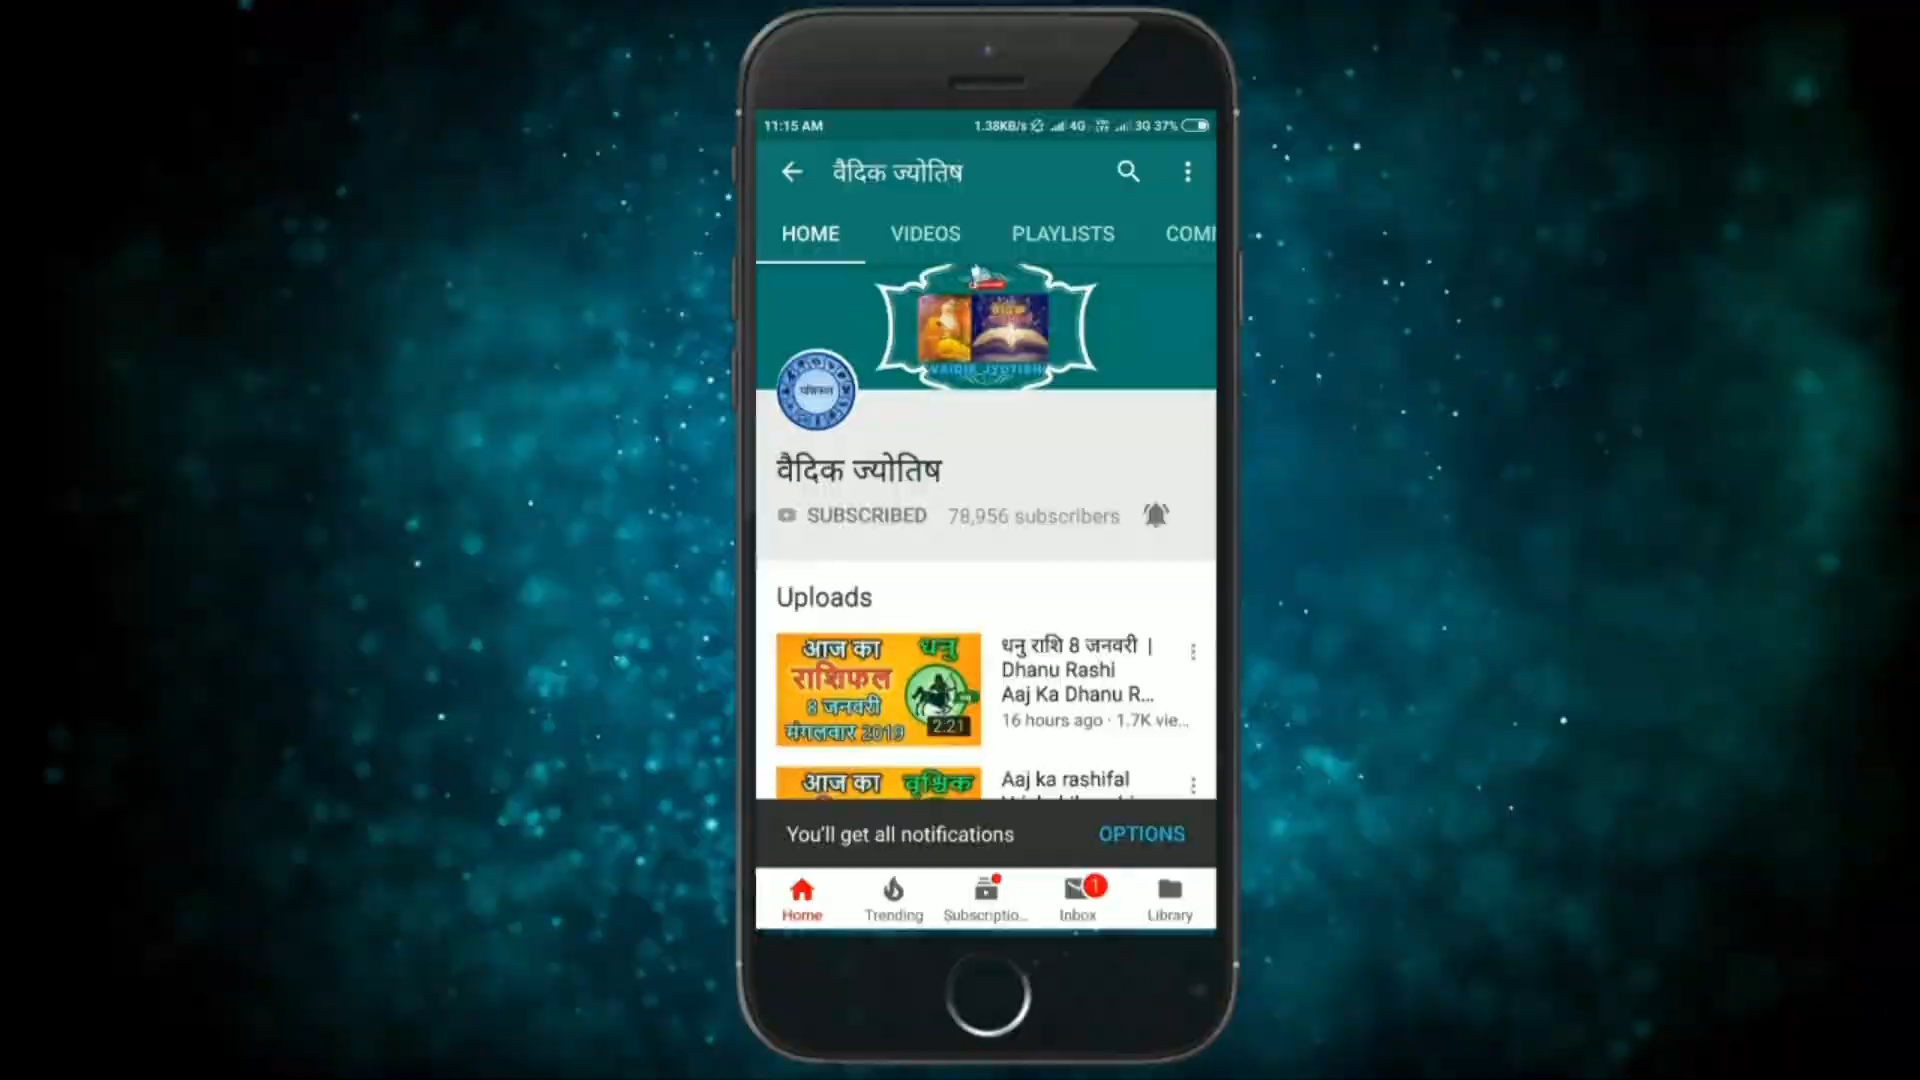 11:15 AM
1.38KB/s 4G 3G 37%
वैदिक ज्योतिष
HOME VIDEOS PLAYLISTS COM
VAIDIK JYOTISH
राशिफल
वैदिक ज्योतिष
SUBSCRIBED 78,956 subscribers
Uploads
आज का धनु
राशिफल
8 जनवरी
मंगलवार 2019
2:21
धनु राशि 8 जनवरी |
Dhanu Rashi
Aaj Ka Dhanu R...
16 hours ago · 1.7K vie...
आज का वृश्चिक
Aaj ka rashifal
You'll get all notifications OPTIONS
1
Home Trending Subscriptio... Inbox Library